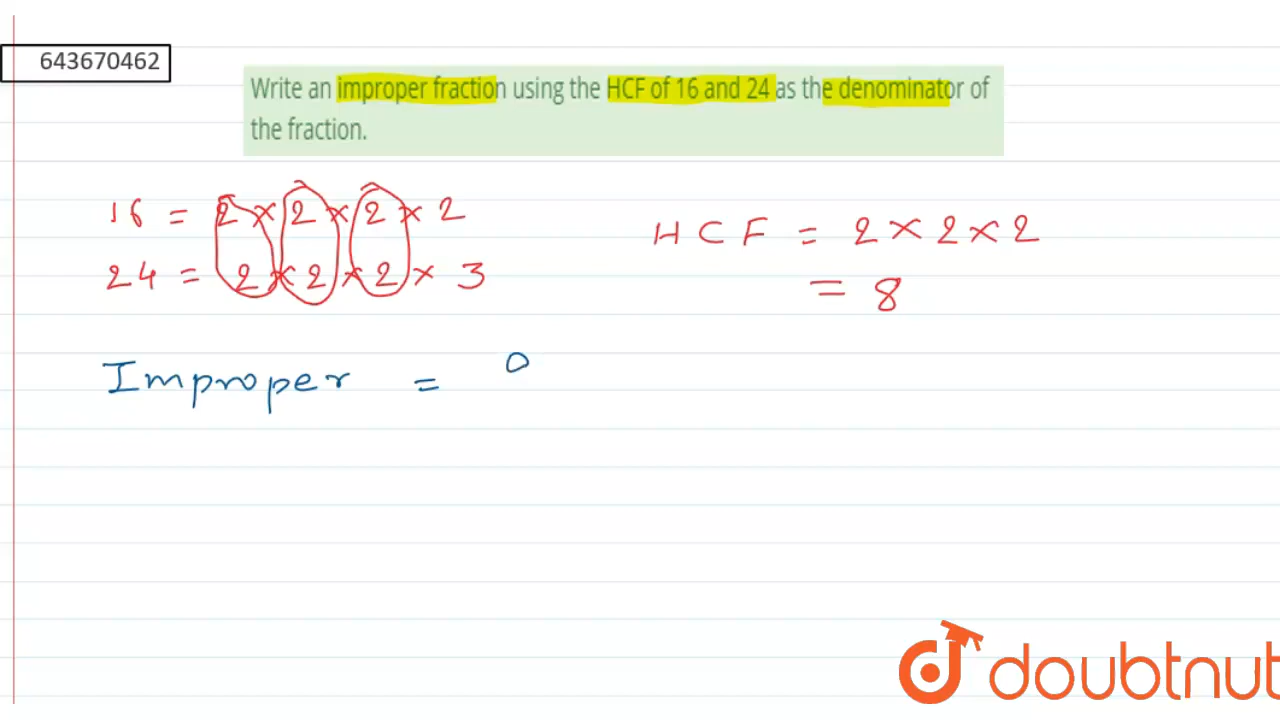 643670462
Write an improper fraction using the HCF of 16 and 24 as the denominator of
the fraction.
16 = 2 × 2 × 2 × 2
24 = 2 × 2 × 2 × 3
HCF = 2 × 2 × 2
= 8
Improper =
doubtnut